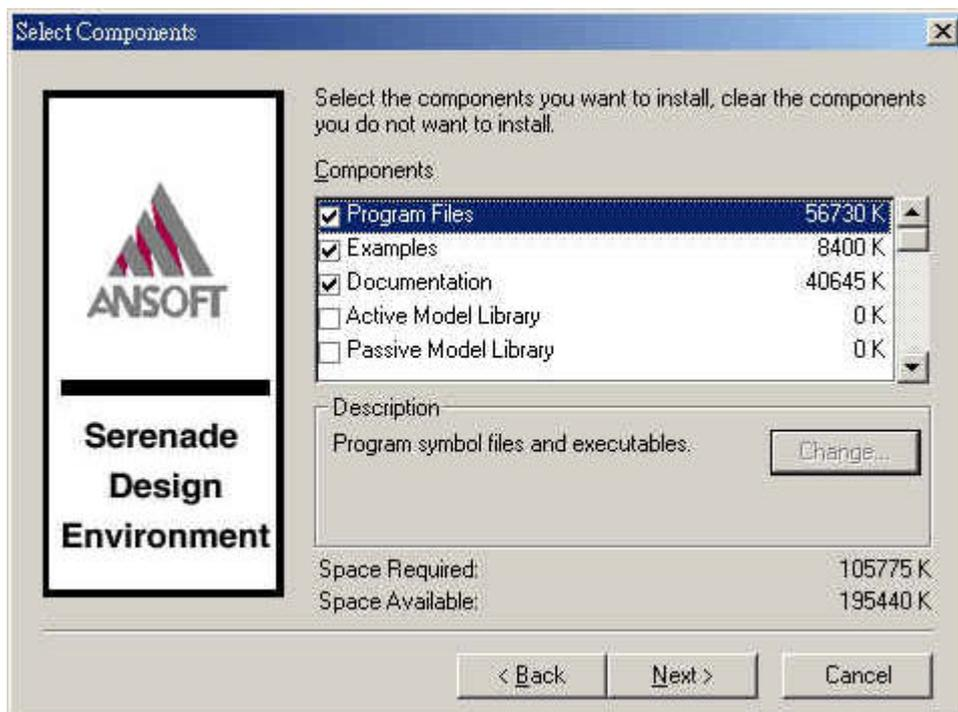 Select Components
Select the components you want to install, clear the components
you do not want to install.
Components
Program Files 56730 K
Examples 8400 K
Documentation 40645 K
Active Model Library 0 K
Passive Model Library 0 K
ANSOFT
Serenade
Design
Environment
Description
Program symbol files and executables.
Change...
Space Required: 105775 K
Space Available: 195440 K
< Back
Next >
Cancel